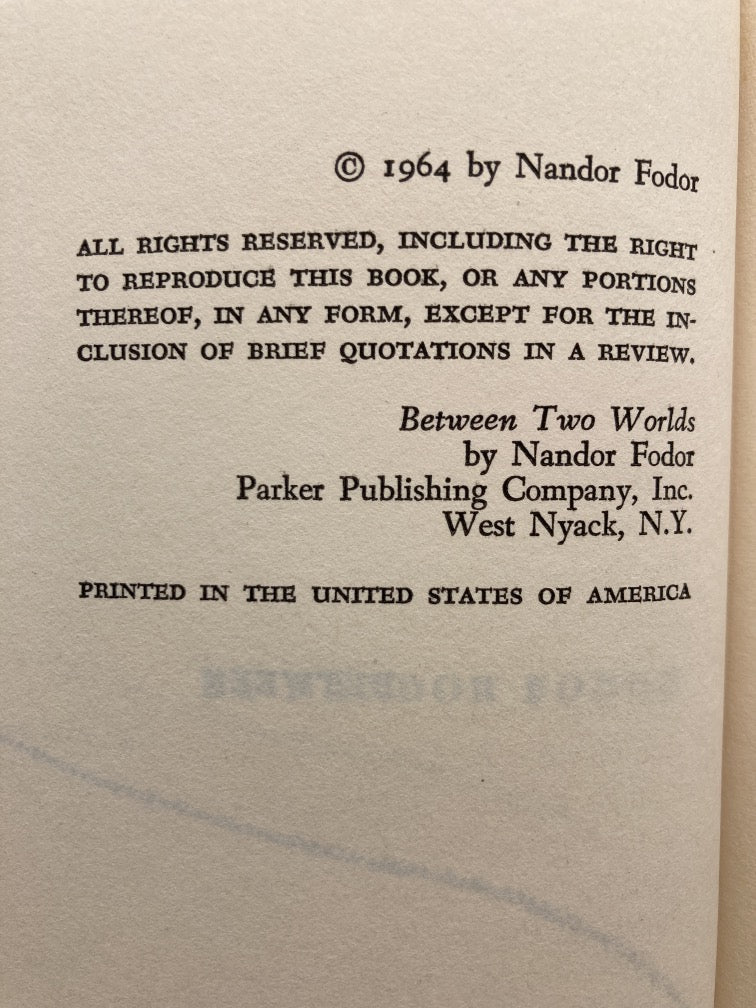 © 1964 by Nandor Fodor
ALL RIGHTS RESERVED, INCLUDING THE RIGHT
TO REPRODUCE THIS BOOK, OR ANY PORTIONS
THEREOF, IN ANY FORM, EXCEPT FOR THE IN-
CLUSION OF BRIEF QUOTATIONS IN A REVIEW.
Between Two Worlds
by Nandor Fodor
Parker Publishing Company, Inc.
West Nyack, N.Y.
PRINTED IN THE UNITED STATES OF AMERICA